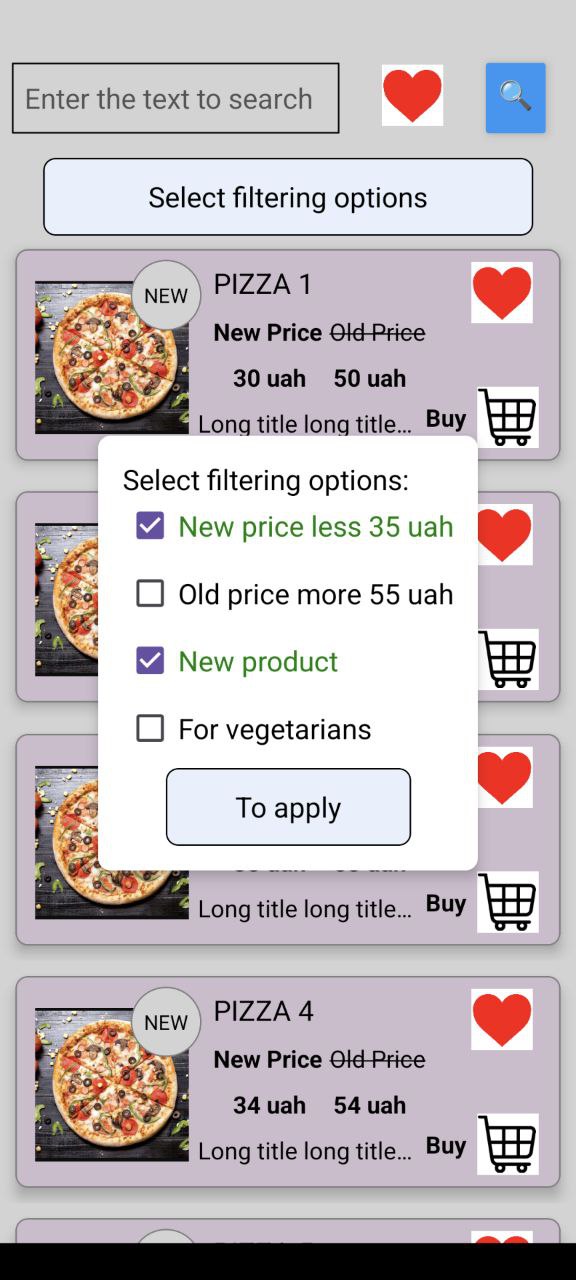 Enter the text to search
Select filtering options
NEW
PIZZA 1
New Price Old Price
30 uah 50 uah
Long title long title... Buy
Select filtering options:
New price less 35 uah
Old price more 55 uah
New product
For vegetarians
To apply
Long title long title... Buy
NEW
PIZZA 4
New Price Old Price
34 uah 54 uah
Long title long title... Buy